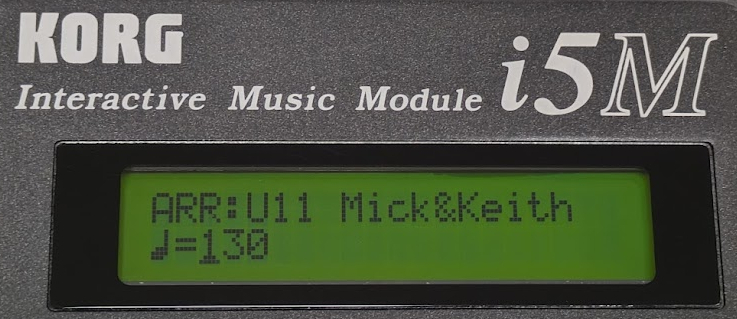 KORG
Interactive Music Module i5M
ARR:U11 Mick&Keith
♩=130